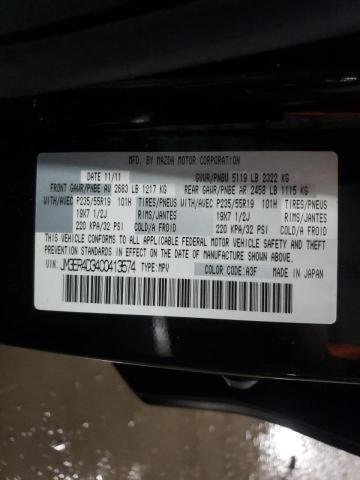 MFD. BY MAZDA MOTOR CORPORATION
DATE 11/11 GVWR/PNBV 5119 LB 2322 KG
FRONT GAWR/PNBE AV 2683 LB 1217 KG REAR GAWR/PNBE AR 2458 LB 1115 KG
WITH/AVEC P235/55R19 101H TIRES/PNEUS WITH/AVEC P235/55R19 101H TIRES/PNEUS
19X7 1/2J RIMS/JANTES 19X7 1/2J RIMS/JANTES
220 KPA/32 PSI COLD/A FROID 220 KPA/32 PSI COLD/A FROID
THIS VEHICLE CONFORMS TO ALL APPLICABLE FEDERAL MOTOR VEHICLE SAFETY
STANDARDS IN EFFECT ON THE DATE OF MANUFACTURE SHOWN ABOVE.
VIN: JM3ER4D34C0413574 TYPE:MPV COLOR CODE: A3F MADE IN JAPAN